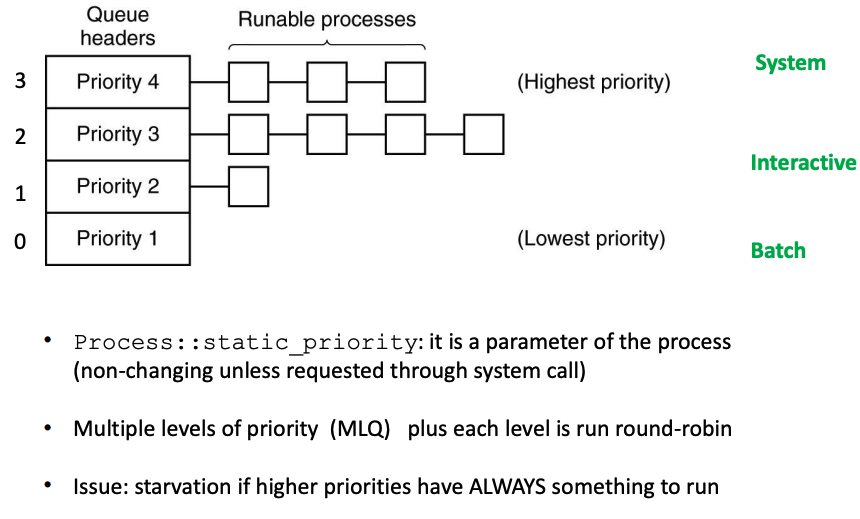 Queue
headers
Runable processes
3 Priority 4 (Highest priority) System
2 Priority 3
Interactive
1 Priority 2
0 Priority 1 (Lowest priority) Batch
• Process::static_priority: it is a parameter of the process
(non-changing unless requested through system call)
• Multiple levels of priority (MLQ) plus each level is run round-robin
• Issue: starvation if higher priorities have ALWAYS something to run